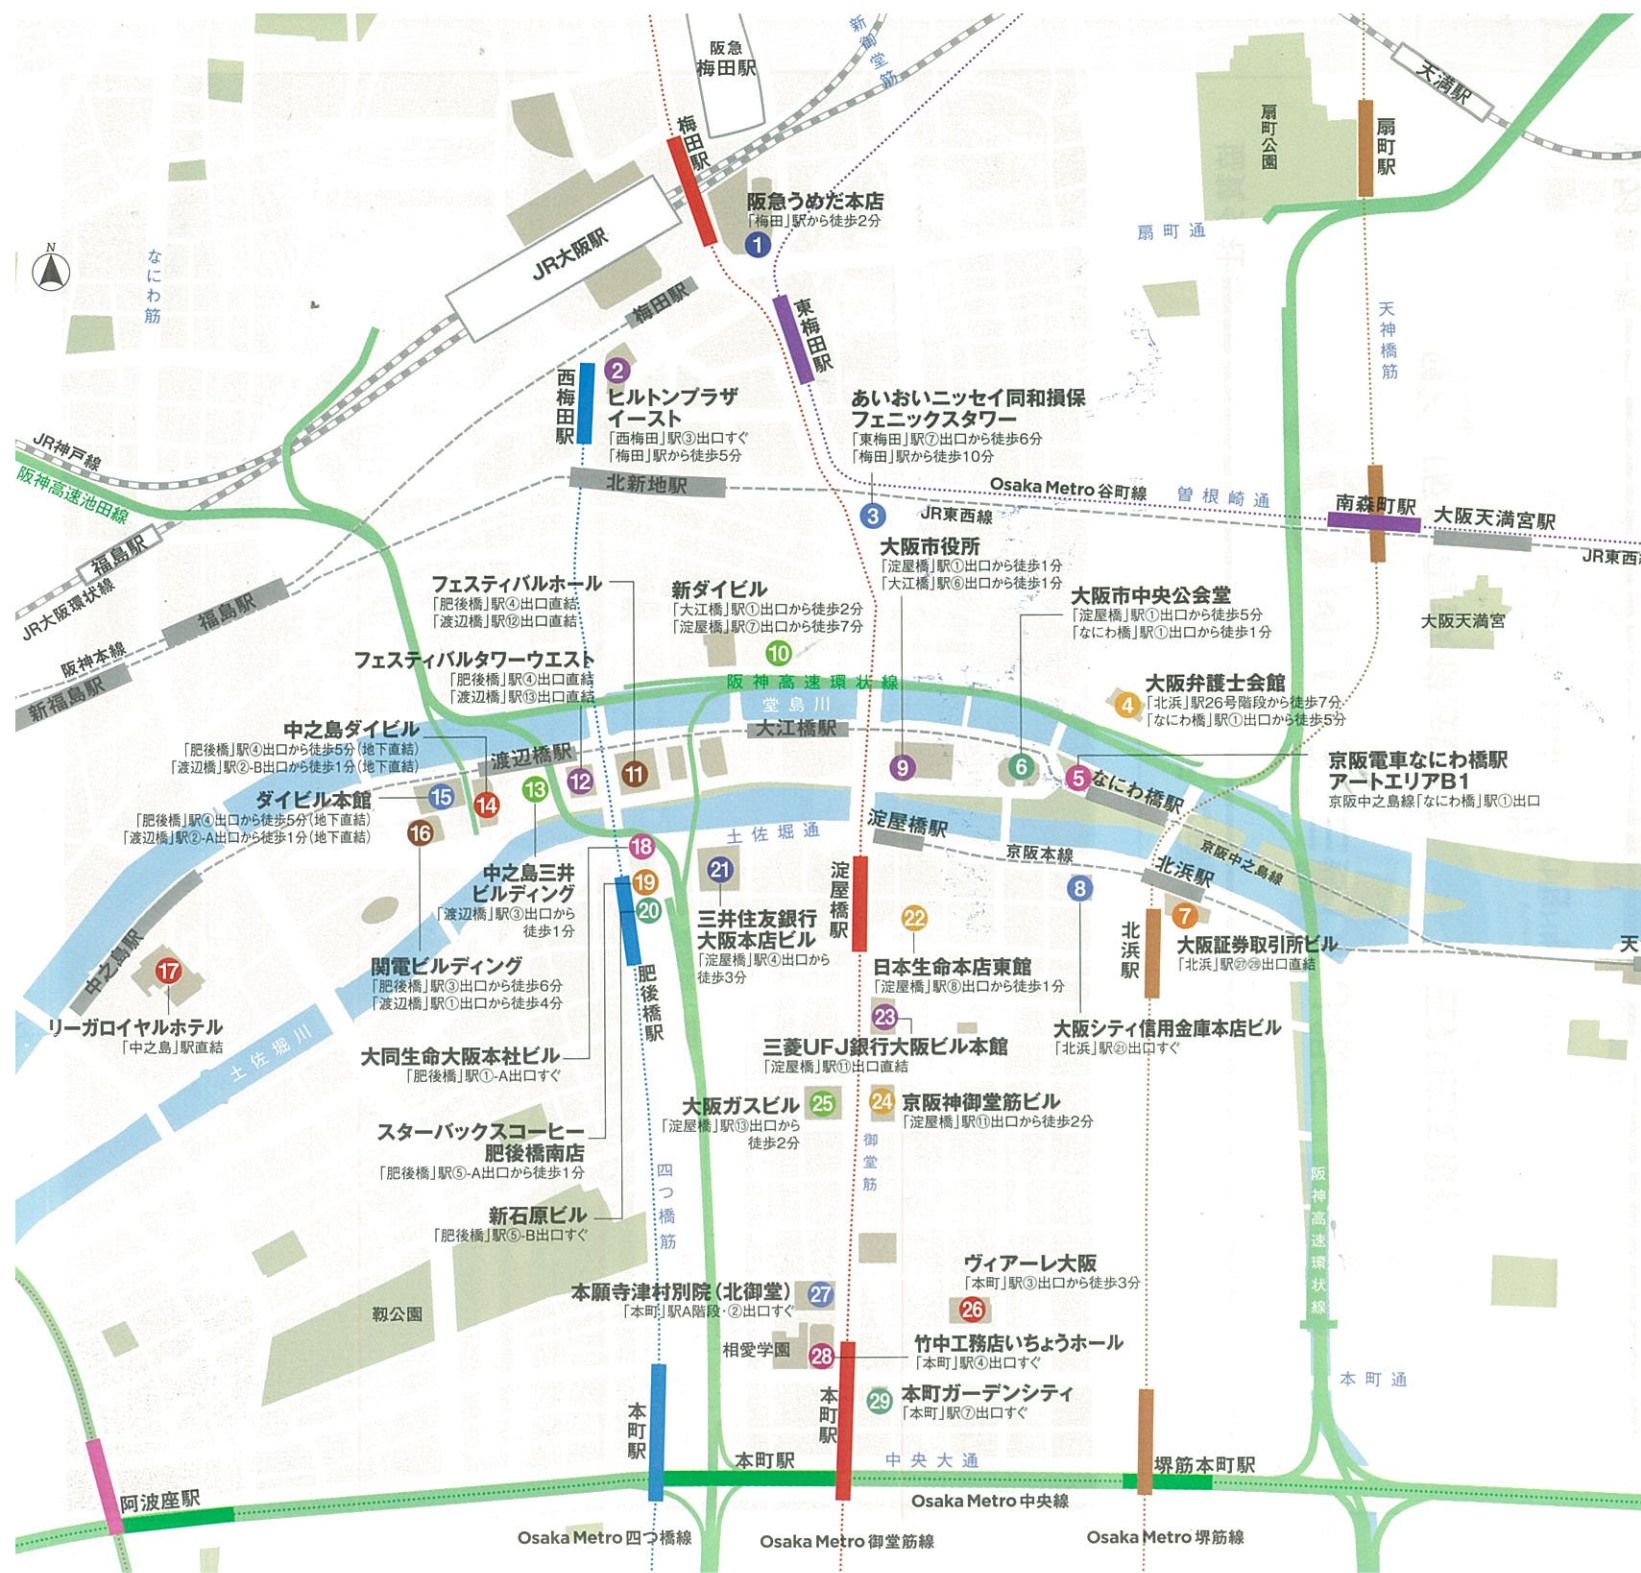 阪急
梅田駅
新御堂筋
天満駅
扇町公園
扇町駅
梅田駅
阪急うめだ本店
「梅田」駅から徒歩2分
1
JR大阪駅
扇町通
N
なにわ筋
梅田駅
東梅田駅
天神橋筋
西梅田駅
2
ヒルトンプラザ
イースト
「西梅田」駅③出口すぐ
「梅田」駅から徒歩5分
あいおいニッセイ同和損保
フェニックスタワー
「東梅田」駅⑦出口から徒歩6分
「梅田」駅から徒歩10分
3
JR神戸線
阪神高速池田線
北新地駅
Osaka Metro 谷町線
曽根崎通
JR東西線
南森町駅
大阪天満宮駅
JR東西
福島駅
JR大阪環状線
福島駅
阪神本線
新福島駅
大阪市役所
「淀屋橋」駅①出口から徒歩1分
「大江橋」駅⑥出口から徒歩1分
フェスティバルホール
「肥後橋」駅④出口直結
「渡辺橋」駅⑫出口直結
新ダイビル
「大江橋」駅①出口から徒歩2分
「淀屋橋」駅⑦出口から徒歩7分
10
大阪市中央公会堂
「淀屋橋」駅①出口から徒歩5分
「なにわ橋」駅①出口から徒歩1分
大阪天満宮
フェスティバルタワーウエスト
「肥後橋」駅④出口直結
「渡辺橋」駅⑬出口直結
阪神高速環状線
堂島川
大江橋駅
4
大阪弁護士会館
「北浜」駅26号階段から徒歩7分
「なにわ橋」駅①出口から徒歩5分
中之島ダイビル
「肥後橋」駅④出口から徒歩5分(地下直結)
「渡辺橋」駅②-B出口から徒歩1分(地下直結)
渡辺橋駅
11
12
13
14
15
16
9
6
5
なにわ橋駅
京阪電車なにわ橋駅
アートエリアB1
京阪中之島線「なにわ橋」駅①出口
ダイビル本館
「肥後橋」駅④出口から徒歩5分(地下直結)
「渡辺橋」駅②-A出口から徒歩1分(地下直結)
土佐堀通
淀屋橋駅
京阪本線
京阪中之島線
北浜駅
18
19
20
21
22
8
7
中之島三井
ビルディング
「渡辺橋」駅③出口から
徒歩1分
三井住友銀行
大阪本店ビル
「淀屋橋」駅④出口から
徒歩3分
淀屋橋駅
日本生命本店東館
「淀屋橋」駅⑧出口から徒歩1分
北浜駅
大阪証券取引所ビル
「北浜」駅㉗㉘出口直結
天
中之島駅
17
リーガロイヤルホテル
「中之島」駅直結
関電ビルディング
「肥後橋」駅③出口から徒歩6分
「渡辺橋」駅①出口から徒歩4分
肥後橋駅
23
三菱UFJ銀行大阪ビル本館
「淀屋橋」駅⑪出口直結
大阪シティ信用金庫本店ビル
「北浜」駅㉑出口すぐ
土佐堀川
大同生命大阪本社ビル
「肥後橋」駅①-A出口すぐ
大阪ガスビル
「淀屋橋」駅⑬出口から
徒歩2分
25
24
京阪神御堂筋ビル
「淀屋橋」駅⑪出口から徒歩2分
スターバックスコーヒー
肥後橋南店
「肥後橋」駅⑤-A出口から徒歩1分
四つ橋筋
御堂筋
阪神高速環状線
新石原ビル
「肥後橋」駅⑤-B出口すぐ
ヴィアーレ大阪
「本町」駅③出口から徒歩3分
26
本願寺津村別院(北御堂)
「本町」駅A階段・②出口すぐ
27
靱公園
相愛学園
28
竹中工務店いちょうホール
「本町」駅④出口すぐ
本町通
29
本町ガーデンシティ
「本町」駅⑦出口すぐ
本町駅
本町駅
本町駅
中央大通
堺筋本町駅
阿波座駅
Osaka Metro 中央線
Osaka Metro 四つ橋線
Osaka Metro 御堂筋線
Osaka Metro 堺筋線